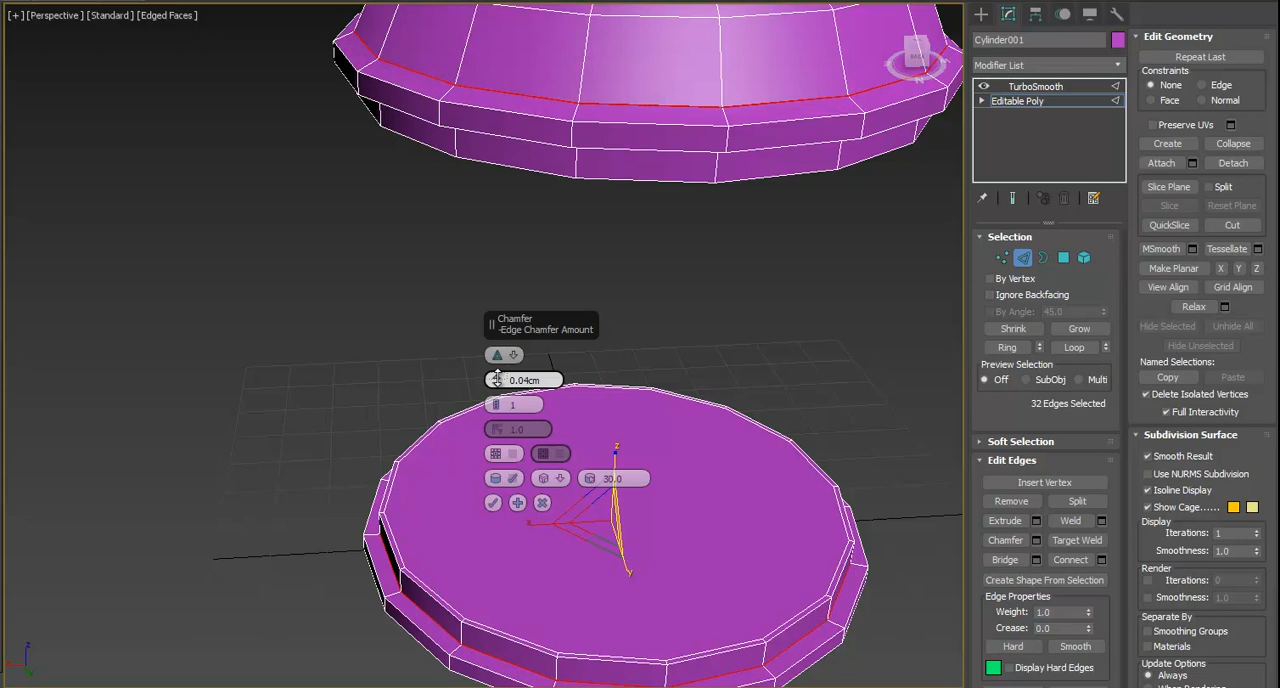 [+] [Perspective] [Standard] [Edged Faces]
BACK
Chamfer
-Edge Chamfer Amount
0.04cm
1
1.0
30.0
z
x
y
z
Cylinder001
Modifier List
TurboSmooth
Editable Poly
Selection
By Vertex
Ignore Backfacing
By Angle: 45.0
Shrink Grow
Ring Loop
Preview Selection
Off SubObj Multi
32 Edges Selected
Soft Selection
Edit Edges
Insert Vertex
Remove Split
Extrude Weld
Chamfer Target Weld
Bridge Connect
Create Shape From Selection
Edge Properties
Weight: 1.0
Crease: 0.0
Hard Smooth
Display Hard Edges
Edit Geometry
Repeat Last
Constraints
None Edge
Face Normal
Preserve UVs
Create Collapse
Attach Detach
Slice Plane Split
Slice Reset Plane
QuickSlice Cut
MSmooth Tessellate
Make Planar X Y Z
View Align Grid Align
Relax
Hide Selected Unhide All
Hide Unselected
Named Selections:
Copy Paste
Delete Isolated Vertices
Full Interactivity
Subdivision Surface
Smooth Result
Use NURMS Subdivision
Isoline Display
Show Cage......
Display
Iterations: 1
Smoothness: 1.0
Render
Iterations: 0
Smoothness: 1.0
Separate By
Smoothing Groups
Materials
Update Options
Always